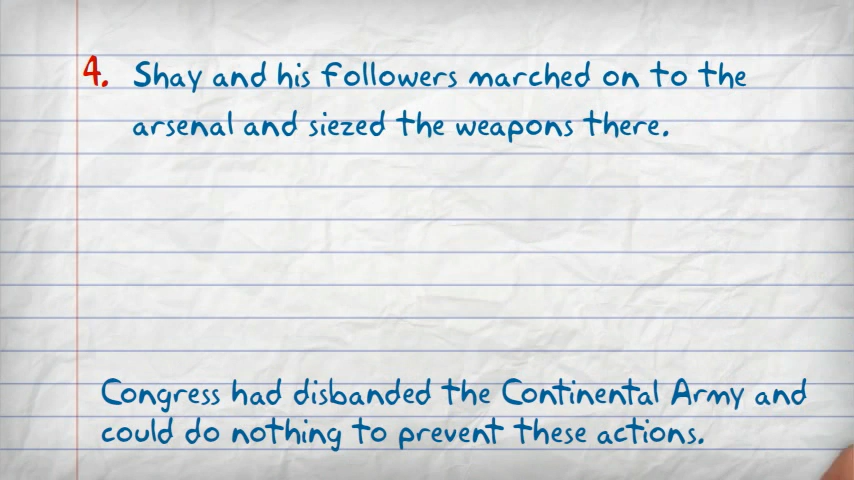 4. Shay and his followers marched on to the
arsenal and siezed the weapons there.
Congress had disbanded the Continental Army and
could do nothing to prevent these actions.